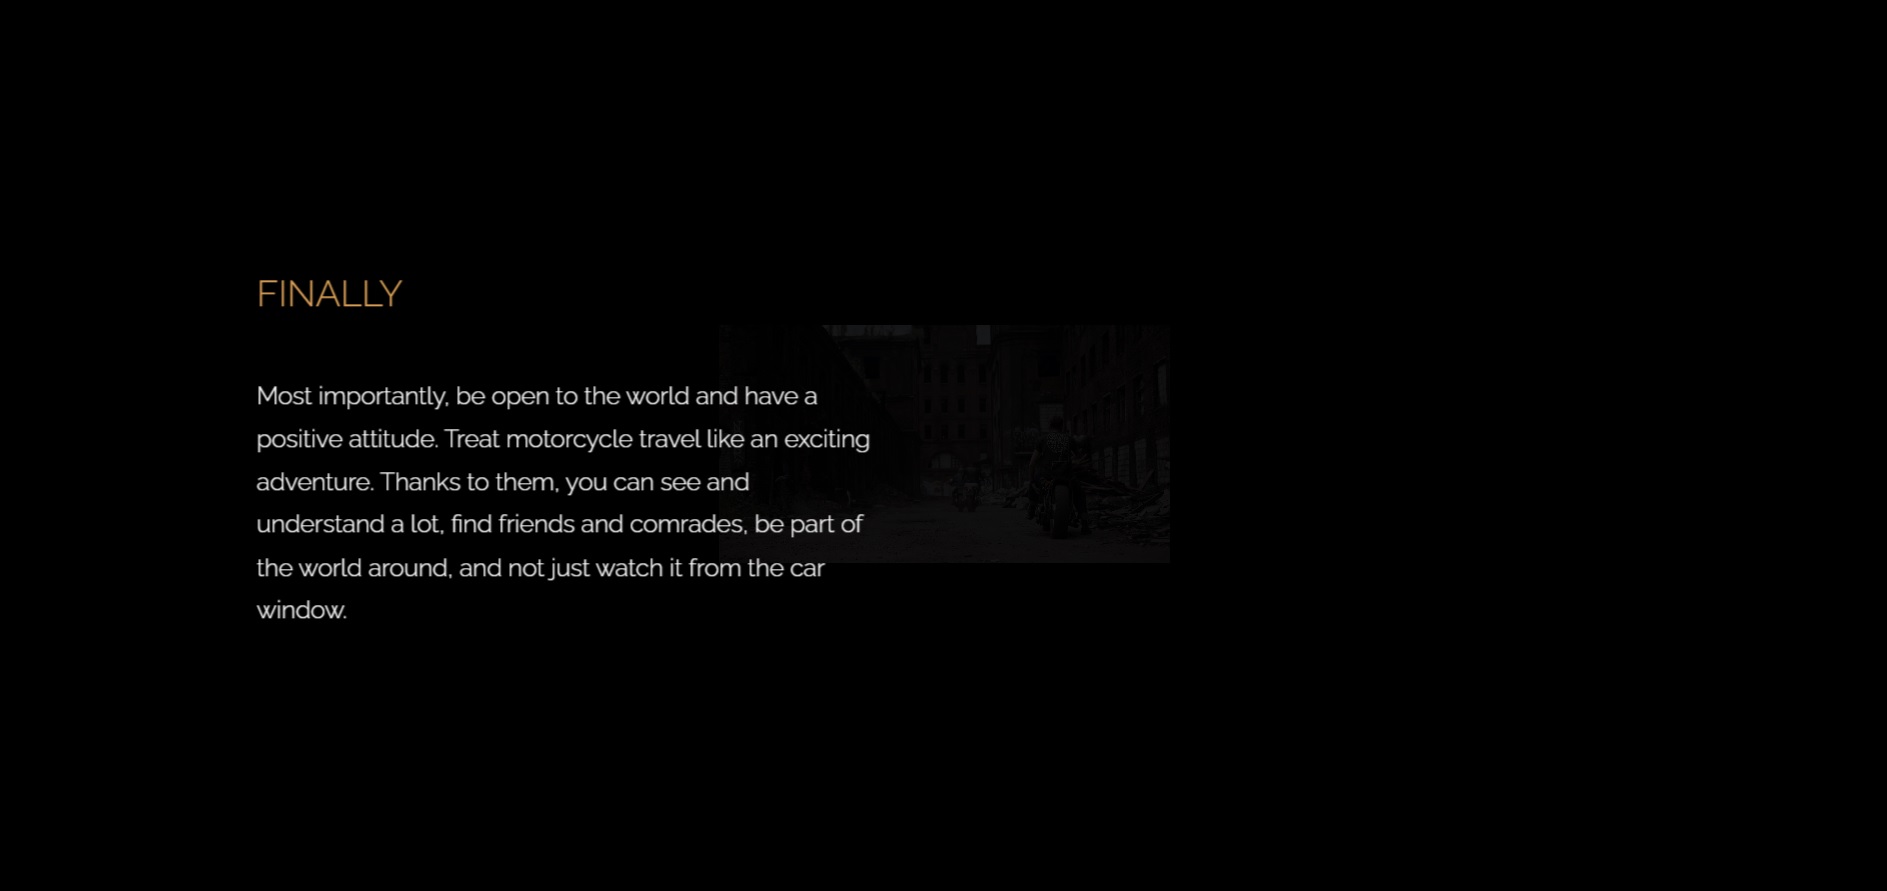 FINALLY
Most importantly, be open to the world and have a
positive attitude. Treat motorcycle travel like an exciting
adventure. Thanks to them, you can see and
understand a lot, find friends and comrades, be part of
the world around, and not just watch it from the car
window.